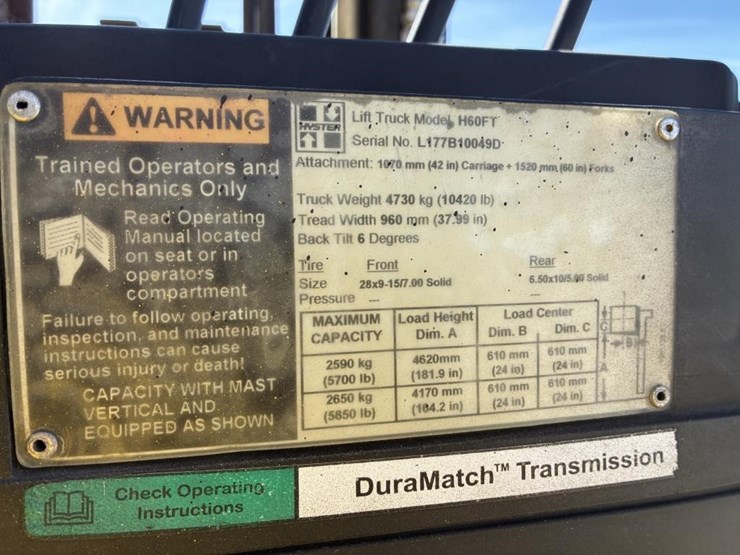 WARNING
Trained Operators and
Mechanics Only
Read Operating
Manual located
on seat or in
operators
compartment
Failure to follow operating,
inspection, and maintenance
instructions can cause
serious injury or death!
CAPACITY WITH MAST
VERTICAL AND
EQUIPPED AS SHOWN
HYSTER
Lift Truck Model H60FT
Serial No. L177B10049D
Attachment: 1070 mm (42 in) Carriage + 1520 mm (60 in) Forks
Truck Weight 4730 kg (10420 lb)
Tread Width 960 mm (37.99 in)
Back Tilt 6 Degrees
Tire Front Rear
Size 28x9-15/7.00 Solid 6.50x10/5.00 Solid
Pressure --- ---
MAXIMUM CAPACITY Load Height Dim. A Load Center Dim. B Dim. C
2590 kg 4620mm 610 mm 610 mm
(5700 lb) (181.9 in) (24 in) (24 in)
2650 kg 4170 mm 610 mm 610 mm
(5850 lb) (164.2 in) (24 in) (24 in)
C
B
A
Check Operating
Instructions
DuraMatch™ Transmission